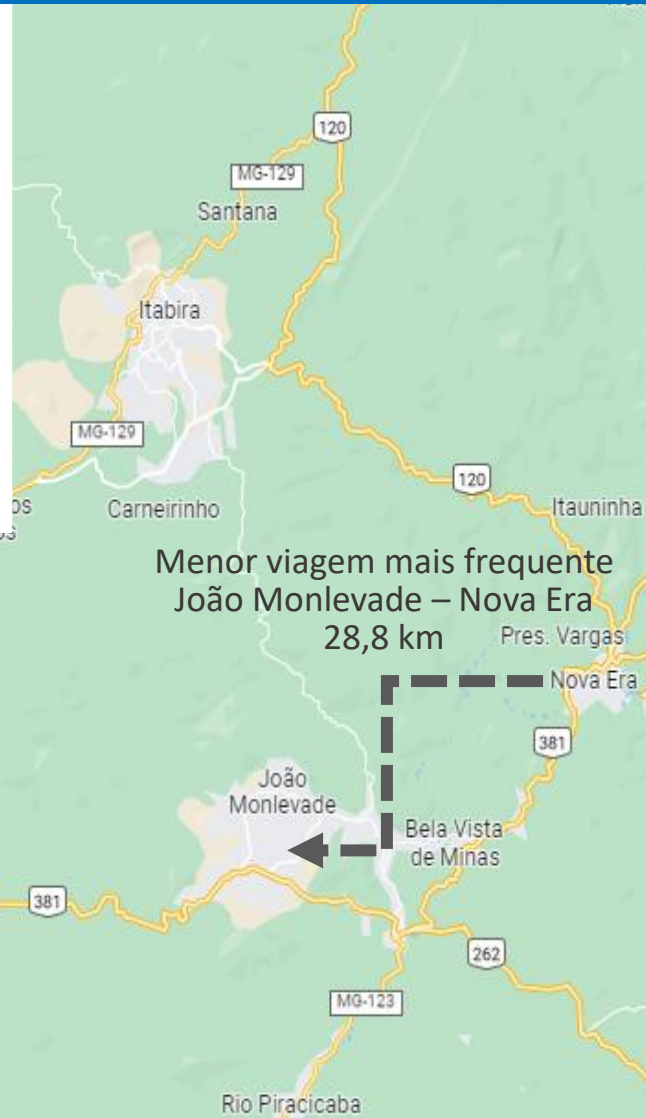 120
MG-129
Santana
Itabira
MG-129
120
os
Carneirinho
Itauninha
Menor viagem mais frequente
João Monlevade – Nova Era
28,8 km
Pres. Vargas
Nova Era
381
João
Monlevade
Bela Vista
de Minas
381
262
MG-123
Rio Piracicaba